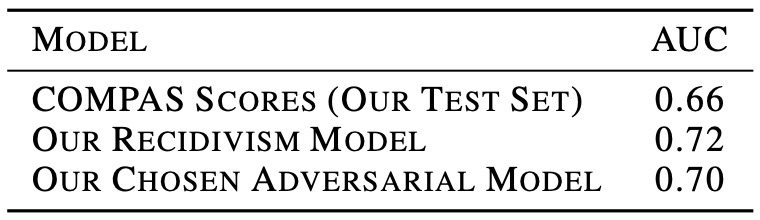 MODEL AUC
COMPAS SCORES (OUR TEST SET) 0.66
OUR RECIDIVISM MODEL 0.72
OUR CHOSEN ADVERSARIAL MODEL 0.70